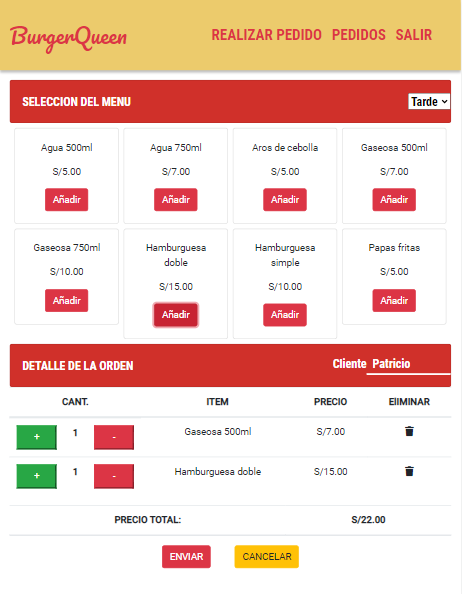 BurgerQueen REALIZAR PEDIDO PEDIDOS SALIR
SELECCION DEL MENU Tarde
Agua 500ml Agua 750ml Aros de cebolla Gaseosa 500ml
S/5.00 S/7.00 S/5.00 S/7.00
Añadir Añadir Añadir Añadir
Gaseosa 750ml Hamburguesa doble Hamburguesa simple Papas fritas
S/10.00 S/15.00 S/10.00 S/5.00
Añadir Añadir Añadir Añadir
DETALLE DE LA ORDEN Cliente Patricio
CANT. ITEM PRECIO ElIMINAR
+ 1 - Gaseosa 500ml S/7.00
+ 1 - Hamburguesa doble S/15.00
PRECIO TOTAL: S/22.00
ENVIAR CANCELAR